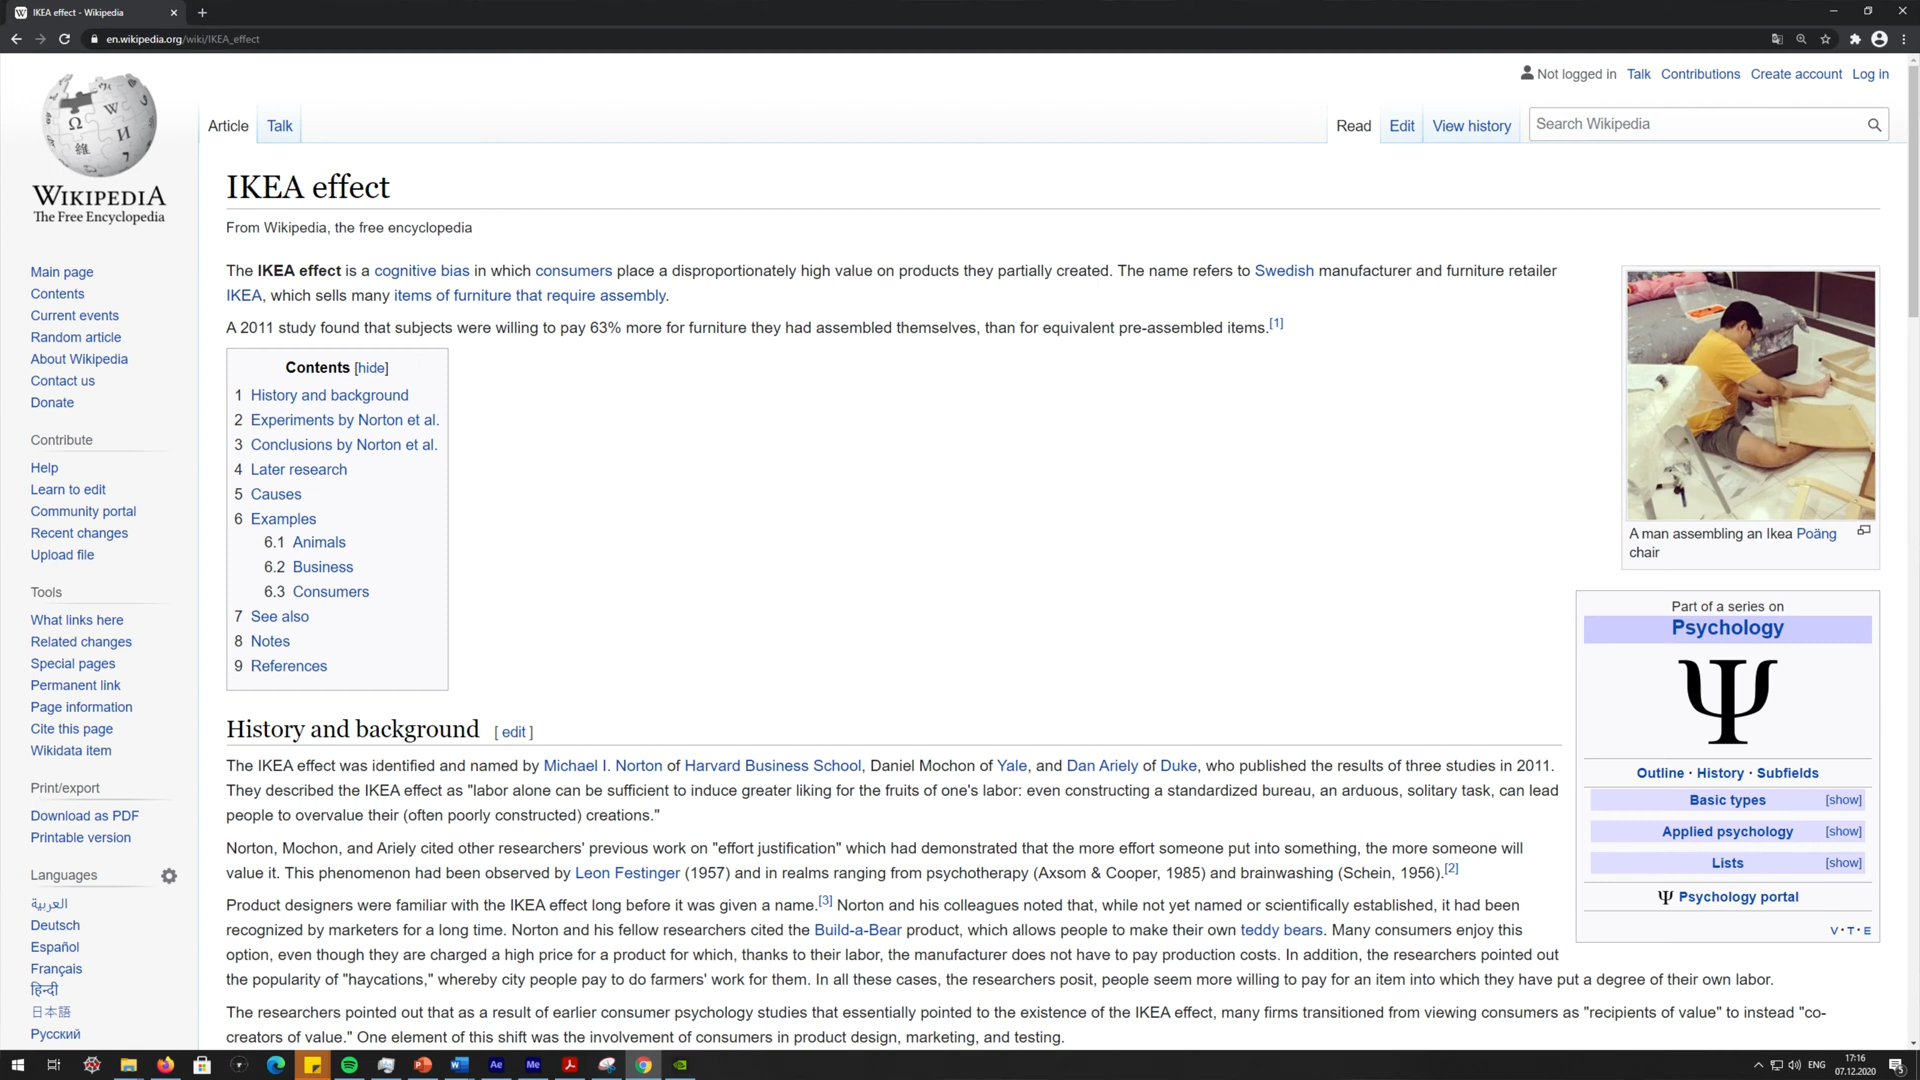 IKEA effect - Wikipedia
en.wikipedia.org/wiki/IKEA_effect
Not logged in Talk Contributions Create account Log in
Article Talk Read Edit View history Search Wikipedia
WIKIPEDIA
The Free Encyclopedia
Main page
Contents
Current events
Random article
About Wikipedia
Contact us
Donate
Contribute
Help
Learn to edit
Community portal
Recent changes
Upload file
Tools
What links here
Related changes
Special pages
Permanent link
Page information
Cite this page
Wikidata item
Print/export
Download as PDF
Printable version
Languages
العربية
Deutsch
Español
Français
हिन्दी
日本語
Русский
IKEA effect
From Wikipedia, the free encyclopedia
The IKEA effect is a cognitive bias in which consumers place a disproportionately high value on products they partially created. The name refers to Swedish manufacturer and furniture retailer
IKEA, which sells many items of furniture that require assembly.
A 2011 study found that subjects were willing to pay 63% more for furniture they had assembled themselves, than for equivalent pre-assembled items.[1]
Contents [hide]
1 History and background
2 Experiments by Norton et al.
3 Conclusions by Norton et al.
4 Later research
5 Causes
6 Examples
6.1 Animals
6.2 Business
6.3 Consumers
7 See also
8 Notes
9 References
History and background [ edit ]
The IKEA effect was identified and named by Michael I. Norton of Harvard Business School, Daniel Mochon of Yale, and Dan Ariely of Duke, who published the results of three studies in 2011.
They described the IKEA effect as "labor alone can be sufficient to induce greater liking for the fruits of one's labor: even constructing a standardized bureau, an arduous, solitary task, can lead
people to overvalue their (often poorly constructed) creations."
Norton, Mochon, and Ariely cited other researchers' previous work on "effort justification" which had demonstrated that the more effort someone put into something, the more someone will
value it. This phenomenon had been observed by Leon Festinger (1957) and in realms ranging from psychotherapy (Axsom & Cooper, 1985) and brainwashing (Schein, 1956).[2]
Product designers were familiar with the IKEA effect long before it was given a name.[3] Norton and his colleagues noted that, while not yet named or scientifically established, it had been
recognized by marketers for a long time. Norton and his fellow researchers cited the Build-a-Bear product, which allows people to make their own teddy bears. Many consumers enjoy this
option, even though they are charged a high price for a product for which, thanks to their labor, the manufacturer does not have to pay production costs. In addition, the researchers pointed out
the popularity of "haycations," whereby city people pay to do farmers' work for them. In all these cases, the researchers posit, people seem more willing to pay for an item into which they have put a degree of their own labor.
The researchers pointed out that as a result of earlier consumer psychology studies that essentially pointed to the existence of the IKEA effect, many firms transitioned from viewing consumers as "recipients of value" to instead "co-
creators of value." One element of this shift was the involvement of consumers in product design, marketing, and testing.
A man assembling an Ikea Poäng
chair
Part of a series on
Psychology
Ψ
Outline · History · Subfields
Basic types [show]
Applied psychology [show]
Lists [show]
Ψ Psychology portal
V · T · E
Ae Me
ENG
17:16
07.12.2020
5